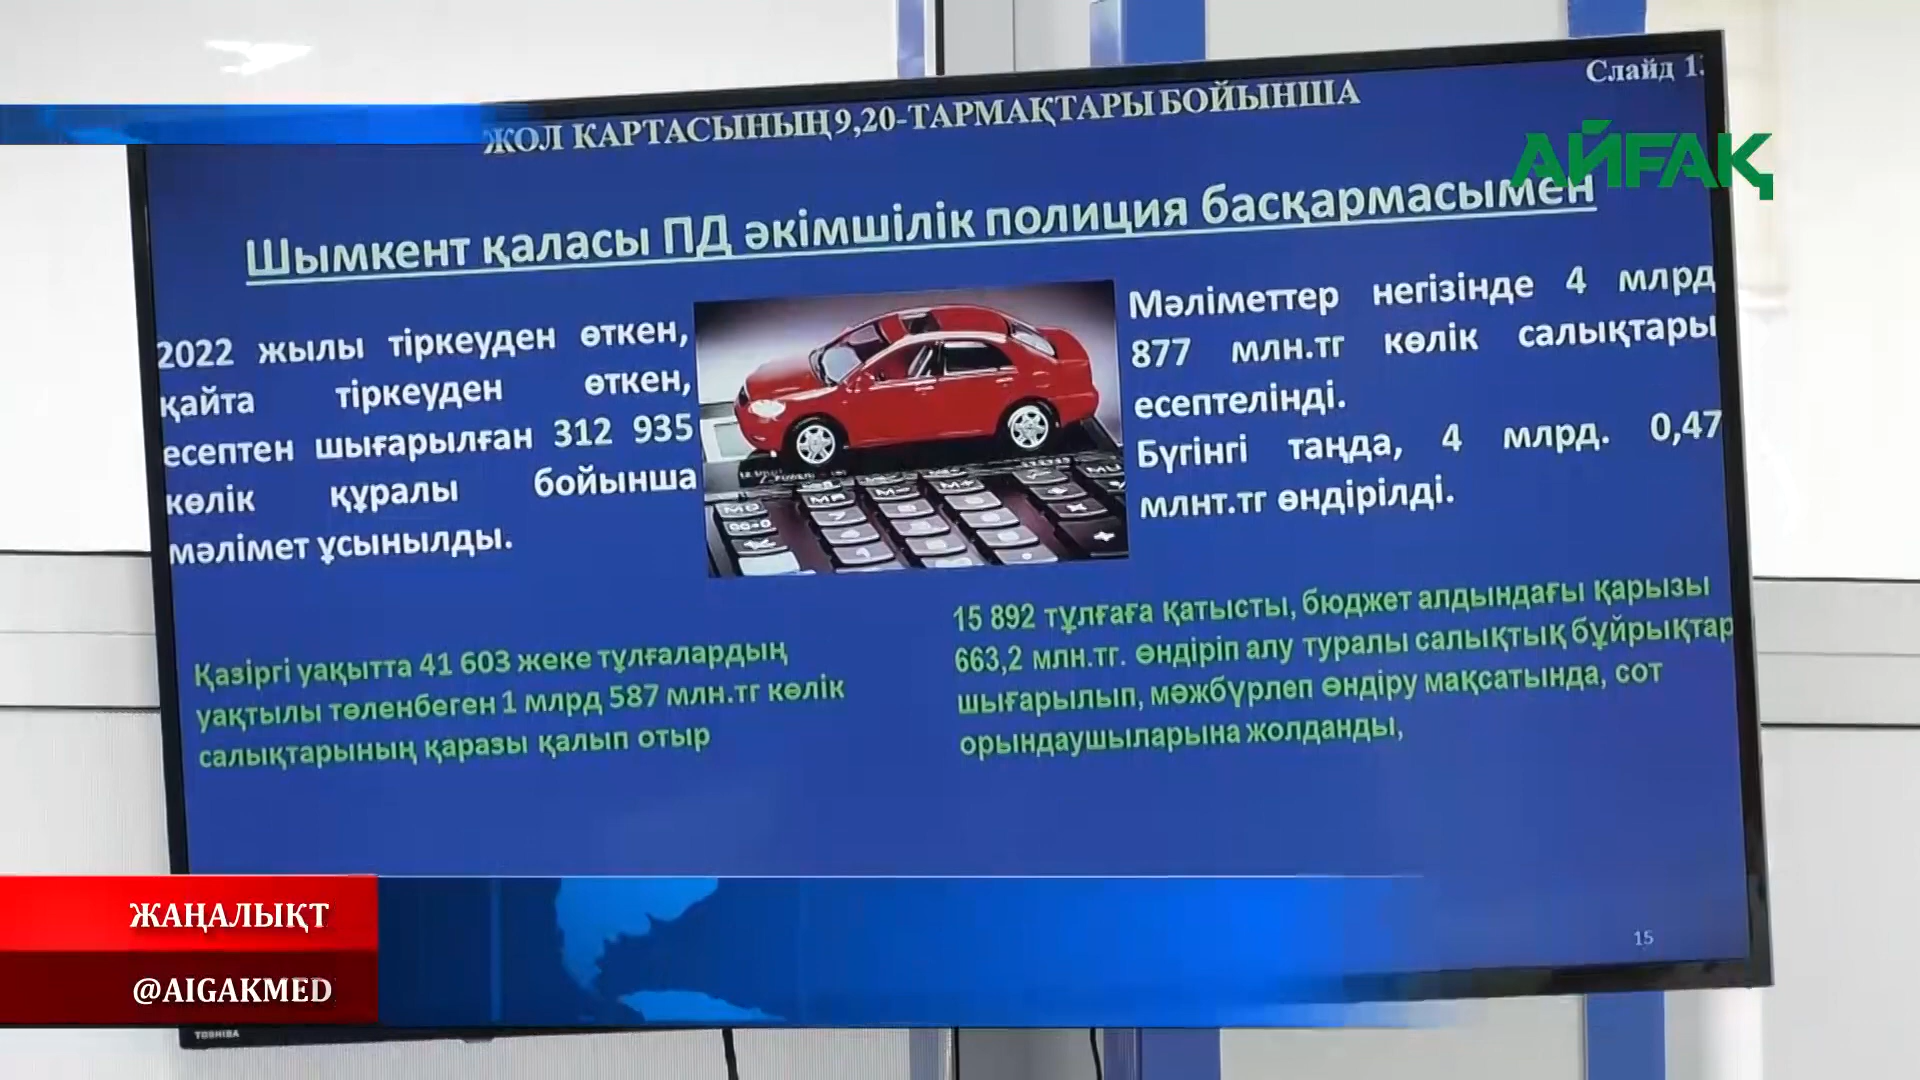 Слайд 1
ЖОЛ КАРТАСЫНЫҢ 9,20-ТАРМАҚТАРЫ БОЙЫНША
АЙҒАҚ
Шымкент қаласы ПД әкімшілік полиция басқармасымен
2022 жылы тіркеуден өткен,
қайта тіркеуден өткен,
есептен шығарылған 312 935
көлік құралы бойынша
мәлімет ұсынылды.
Мәліметтер негізінде 4 млрд
877 млн.тг көлік салықтары
есептелінді.
Бүгінгі таңда, 4 млрд. 0,47
млнт.тг өндірілді.
Қазіргі уақытта 41 603 жеке тұлғалардың
уақтылы төленбеген 1 млрд 587 млн.тг көлік
салықтарының қаразы қалып отыр
15 892 тұлғаға қатысты, бюджет алдындағы қарызы
663,2 млн.тг. өндіріп алу туралы салықтық бұйрықтар
шығарылып, мәжбүрлеп өндіру мақсатында, сот
орындаушыларына жолданды,
15
ЖАҢАЛЫҚТ
@AIGAKMED
TOSHIBA